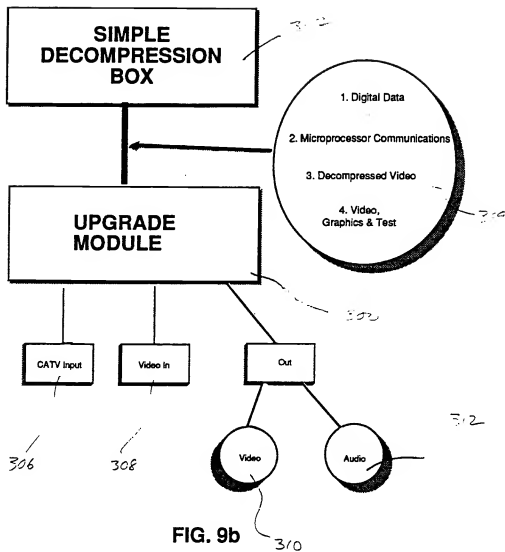 SIMPLE
DECOMPRESSION
BOX
1. Digital Data
2. Microprocessor Communications
3. Decompressed Video
4. Video,
Graphics & Test
UPGRADE
MODULE
CATV Input
Video In
Out
306
308
312
Video
Audio
310
FIG. 9b